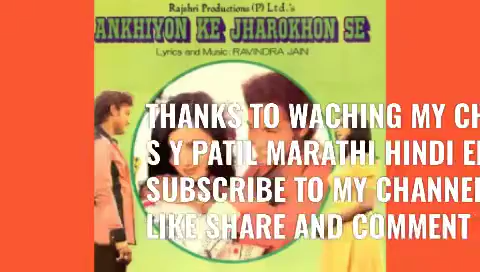 Rajshri Productions (P) Ltd.'s
ANKHIYON KE JHAROKHON SE
Lyrics and Music: RAVINDRA JAIN
THANKS TO WACHING MY CH
S Y PATIL MARATHI HINDI
SUBSCRIBE TO MY CHANNEL
LIKE SHARE AND COMMENT